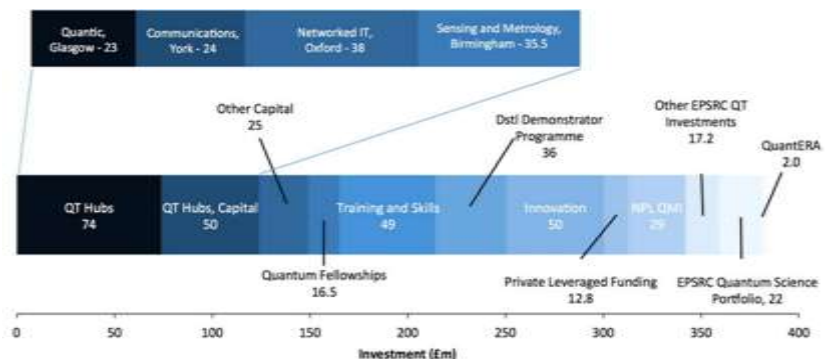 Quantic,
Glasgow - 23
Communications,
York - 24
Networked IT,
Oxford - 38
Sensing and Metrology,
Birmingham - 35.5
Other Capital
25
Dstl Demonstrator
Programme
36
Other EPSRC QT
Investments
17.2
QuantERA
2.0
QT Hubs
74
QT Hubs, Capital
50
Training and Skills
49
Innovation
50
NPL QMI
29
Quantum Fellowships
16.5
Private Leveraged Funding
12.8
EPSRC Quantum Science
Portfolio, 22
0 50 100 150 200 250 300 350 400
Investment (£m)